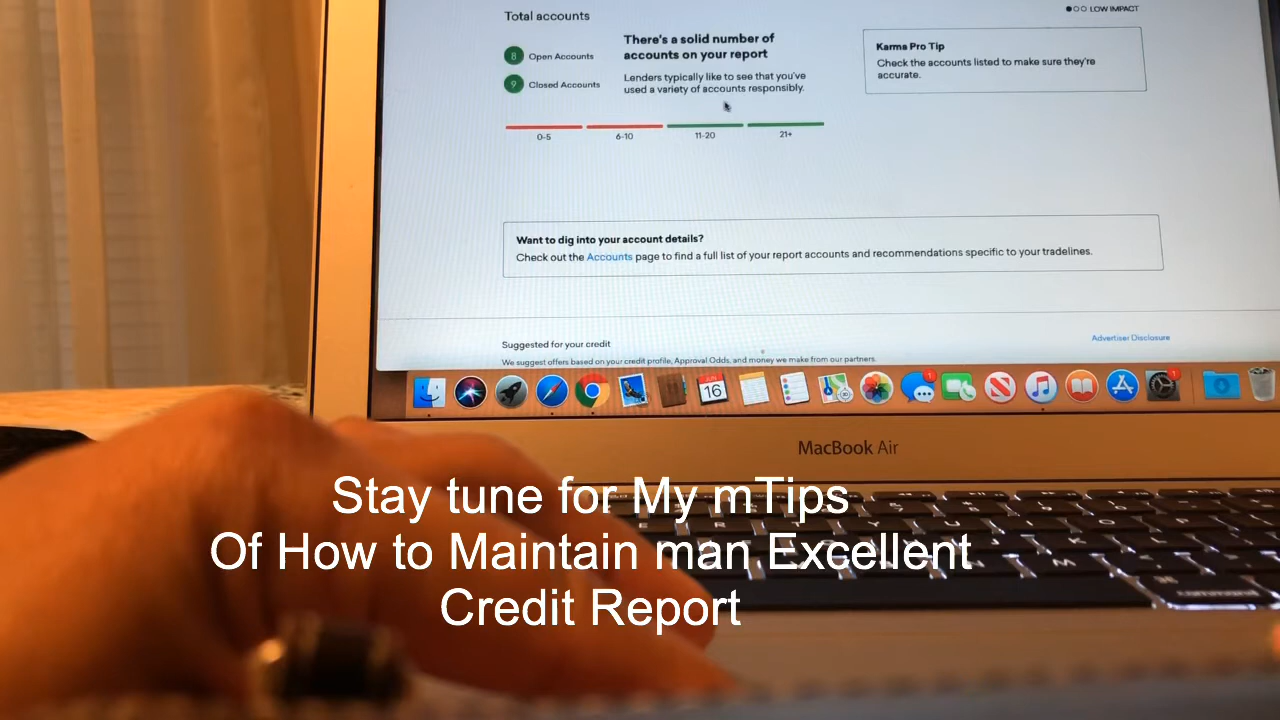 Total accounts
LOW IMPACT
8 Open Accounts
9 Closed Accounts
There's a solid number of
accounts on your report
Lenders typically like to see that you've
used a variety of accounts responsibly.
Karma Pro Tip
Check the accounts listed to make sure they're
accurate.
0-5 6-10 11-20 21+
Want to dig into your account details?
Check out the Accounts page to find a full list of your report accounts and recommendations specific to your tradelines.
Suggested for your credit
Advertiser Disclosure
We suggest offers based on your credit profile, Approval Odds, and money we make from our partners.
JUN
16
1
1
MacBook Air
Stay tune for My mTips
Of How to Maintain man Excellent
Credit Report